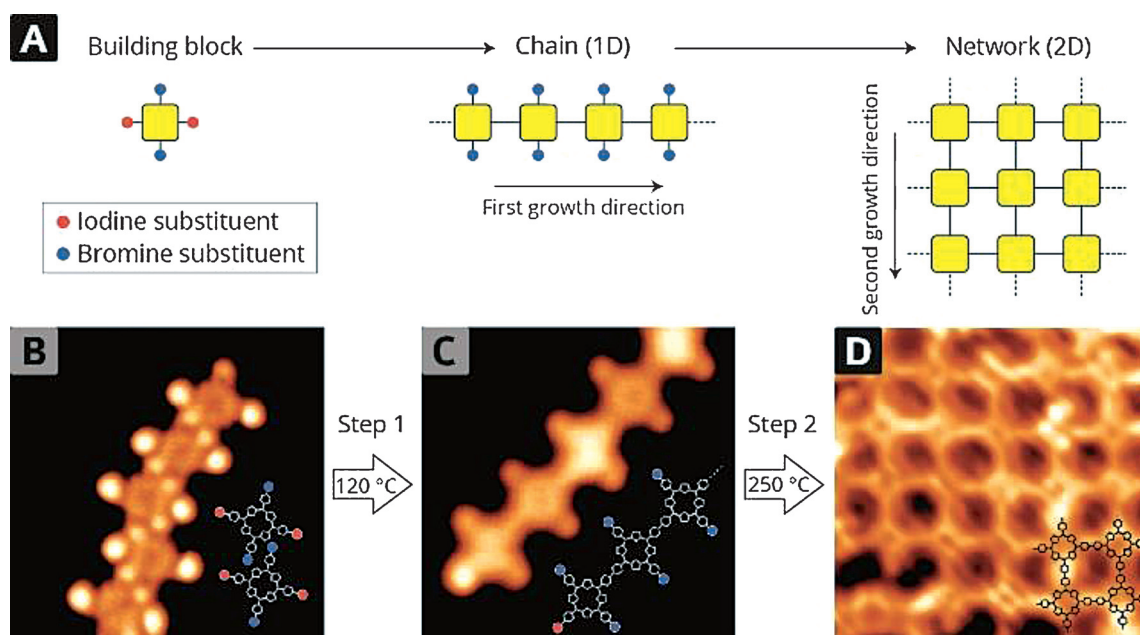 A
Building block
Chain (1D)
Network (2D)
First growth direction
Second growth direction
Iodine substituent
Bromine substituent
B
Step 1
120 °C
C
Step 2
250 °C
D